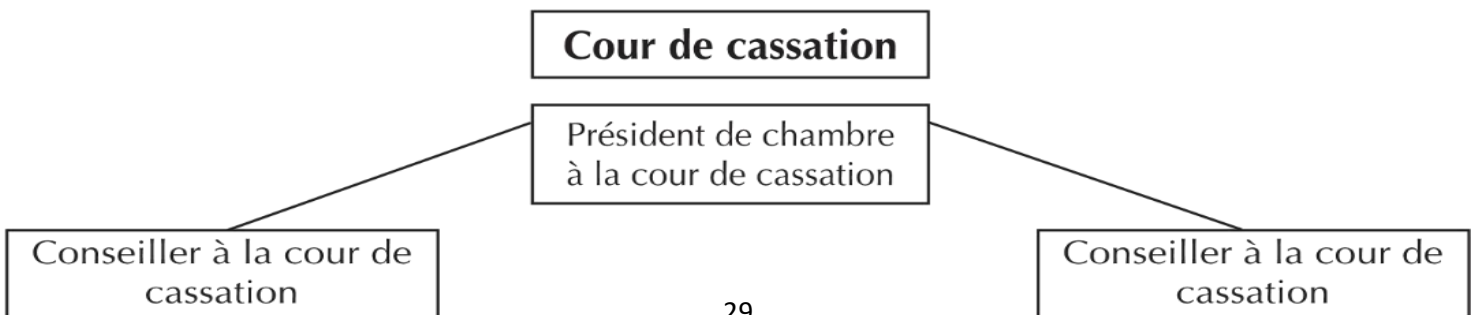 Cour de cassation
Président de chambre
à la cour de cassation
Conseiller à la cour de
cassation
Conseiller à la cour de
cassation
29